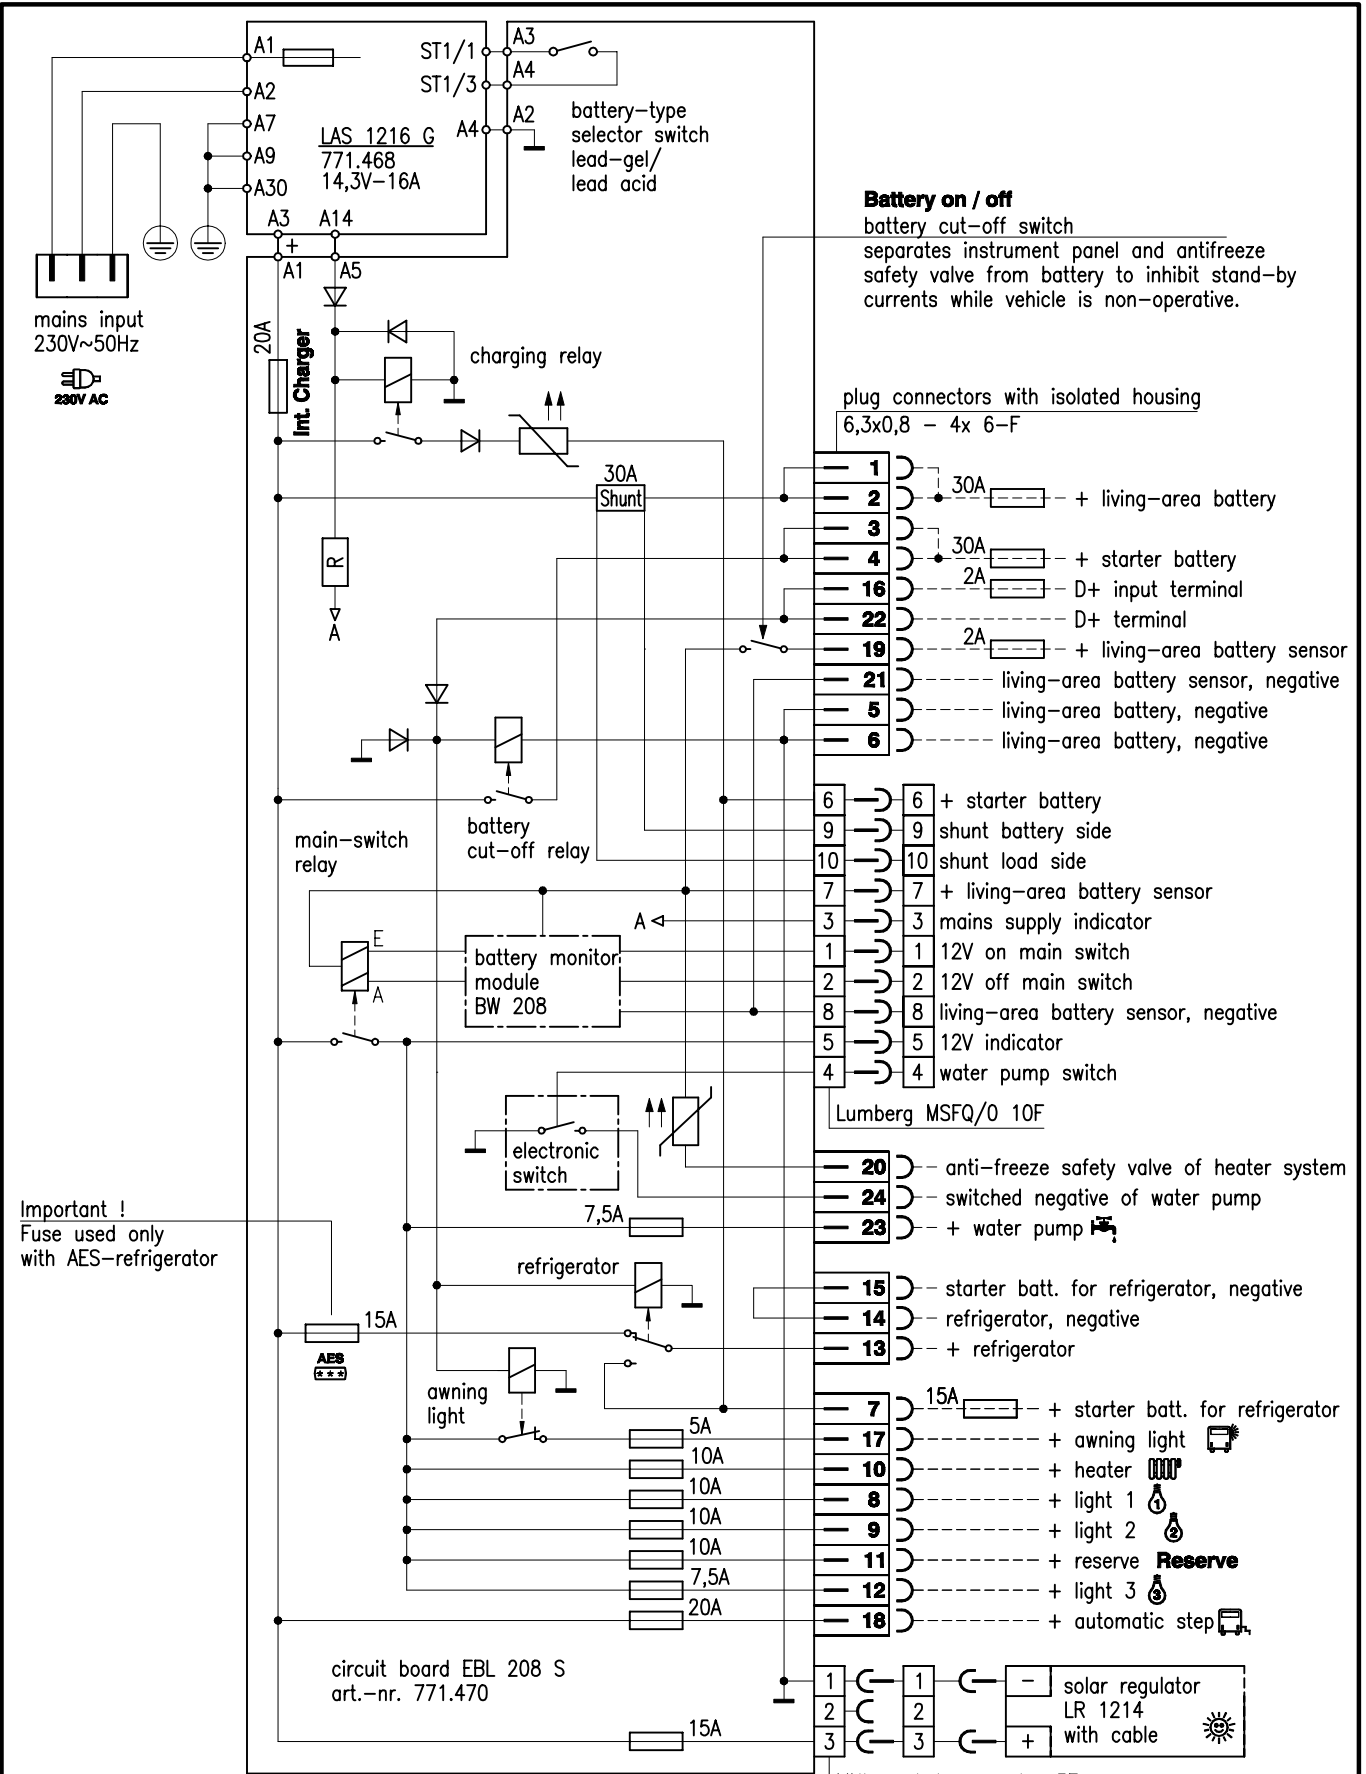 A1
A2
A7
A9
A30
A3
A14
ST1/1
ST1/3
A4
LAS 1216 G
771.468
14,3V-16A
A3
A4
A2
battery-type
selector switch
lead-gel/
lead acid
+
A1
A5
mains input
230V~50Hz
230V AC
20A
Int. Charger
charging relay
Battery on / off
battery cut-off switch
separates instrument panel and antifreeze
safety valve from battery to inhibit stand-by
currents while vehicle is non-operative.
plug connectors with isolated housing
6,3x0,8 - 4x 6-F
30A
Shunt
R
A
1
2 30A + living-area battery
3
4 30A + starter battery
16 2A D+ input terminal
22 D+ terminal
19 2A + living-area battery sensor
21 living-area battery sensor, negative
5 living-area battery, negative
6 living-area battery, negative
battery
cut-off relay
main-switch
relay
6 6 + starter battery
9 9 shunt battery side
10 10 shunt load side
7 7 + living-area battery sensor
A 3 3 mains supply indicator
1 1 12V on main switch
2 2 12V off main switch
8 8 living-area battery sensor, negative
5 5 12V indicator
4 4 water pump switch
E
A
battery monitor
module
BW 208
Lumberg MSFQ/O 10F
electronic
switch
20 anti-freeze safety valve of heater system
24 switched negative of water pump
7,5A 23 + water pump
Important !
Fuse used only
with AES-refrigerator
refrigerator
15A
AES
***
15 starter batt. for refrigerator, negative
14 refrigerator, negative
13 + refrigerator
awning
light
7 15A + starter batt. for refrigerator
5A 17 + awning light
10A 10 + heater
10A 8 + light 1 1
10A 9 + light 2 2
10A 11 + reserve Reserve
7,5A 12 + light 3 3
20A 18 + automatic step
circuit board EBL 208 S
art.-nr. 771.470
15A
1 1 -
2 2
3 3 +
solar regulator
LR 1214
with cable